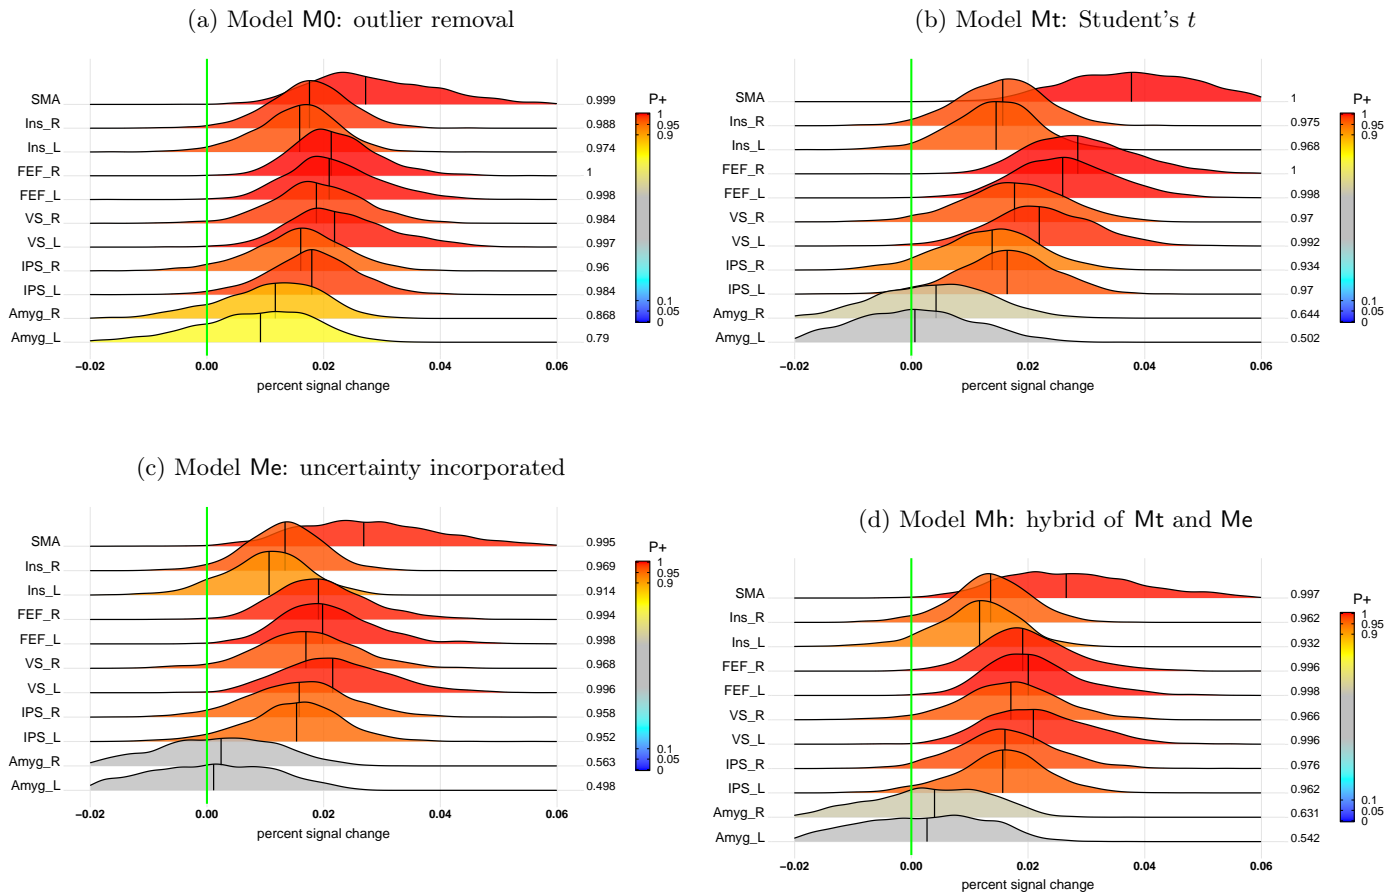 (a) Model M0: outlier removal
SMA 0.999
Ins_R 0.988
Ins_L 0.974
FEF_R 1
FEF_L 0.998
VS_R 0.984
VS_L 0.997
IPS_R 0.96
IPS_L 0.984
Amyg_R 0.868
Amyg_L 0.79
−0.02 0.00 0.02 0.04 0.06
percent signal change
P+
1
0.95
0.9
0.1
0.05
0
(b) Model Mt: Student's t
SMA 1
Ins_R 0.975
Ins_L 0.968
FEF_R 1
FEF_L 0.998
VS_R 0.97
VS_L 0.992
IPS_R 0.934
IPS_L 0.97
Amyg_R 0.644
Amyg_L 0.502
−0.02 0.00 0.02 0.04 0.06
percent signal change
P+
1
0.95
0.9
0.1
0.05
0
(c) Model Me: uncertainty incorporated
SMA 0.995
Ins_R 0.969
Ins_L 0.914
FEF_R 0.994
FEF_L 0.998
VS_R 0.968
VS_L 0.996
IPS_R 0.958
IPS_L 0.952
Amyg_R 0.563
Amyg_L 0.498
−0.02 0.00 0.02 0.04 0.06
percent signal change
P+
1
0.95
0.9
0.1
0.05
0
(d) Model Mh: hybrid of Mt and Me
SMA 0.997
Ins_R 0.962
Ins_L 0.932
FEF_R 0.996
FEF_L 0.998
VS_R 0.966
VS_L 0.996
IPS_R 0.976
IPS_L 0.962
Amyg_R 0.631
Amyg_L 0.542
−0.02 0.00 0.02 0.04 0.06
percent signal change
P+
1
0.95
0.9
0.1
0.05
0